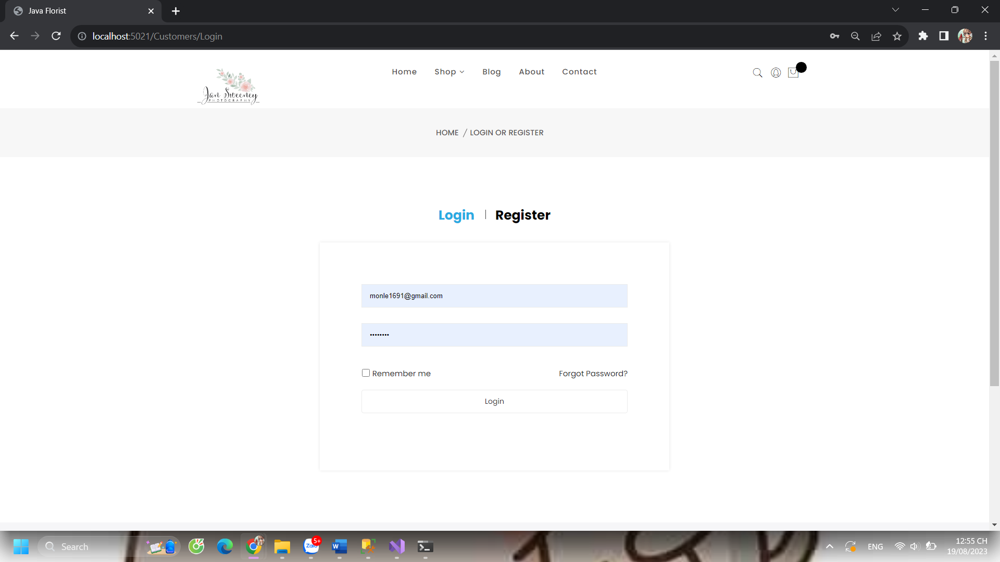 Java Florist
localhost:5021/Customers/Login
Jan Sweeney
PHOTOGRAPHY
Home Shop Blog About Contact
HOME / LOGIN OR REGISTER
Login | Register
monle1691@gmail.com
••••••••
Remember me Forgot Password?
Login
Search
Zalo
5+
W
ENG
12:55 CH
19/08/2023